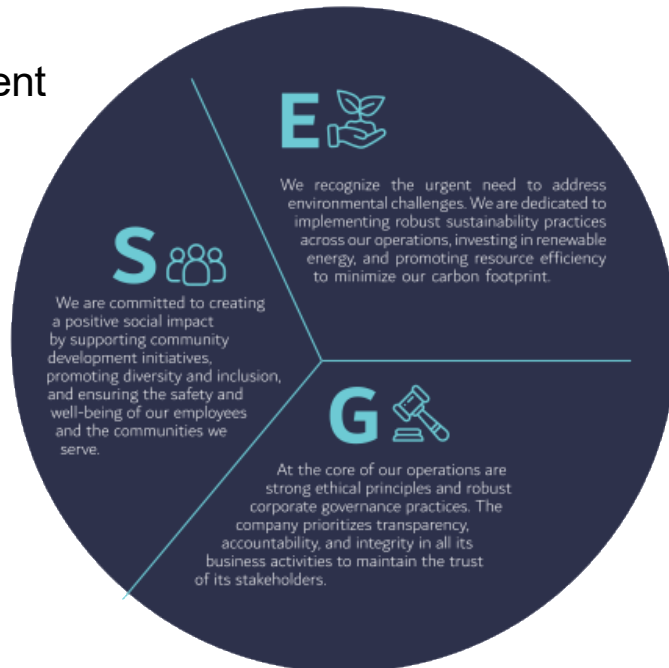 ent
E
We recognize the urgent need to address
environmental challenges. We are dedicated to
implementing robust sustainability practices
across our operations, investing in renewable
energy, and promoting resource efficiency
to minimize our carbon footprint.
S
We are committed to creating
a positive social impact
by supporting community
development initiatives,
promoting diversity and inclusion,
and ensuring the safety and
well-being of our employees
and the communities we
serve.
G
At the core of our operations are
strong ethical principles and robust
corporate governance practices. The
company prioritizes transparency,
accountability, and integrity in all its
business activities to maintain the trust
of its stakeholders.